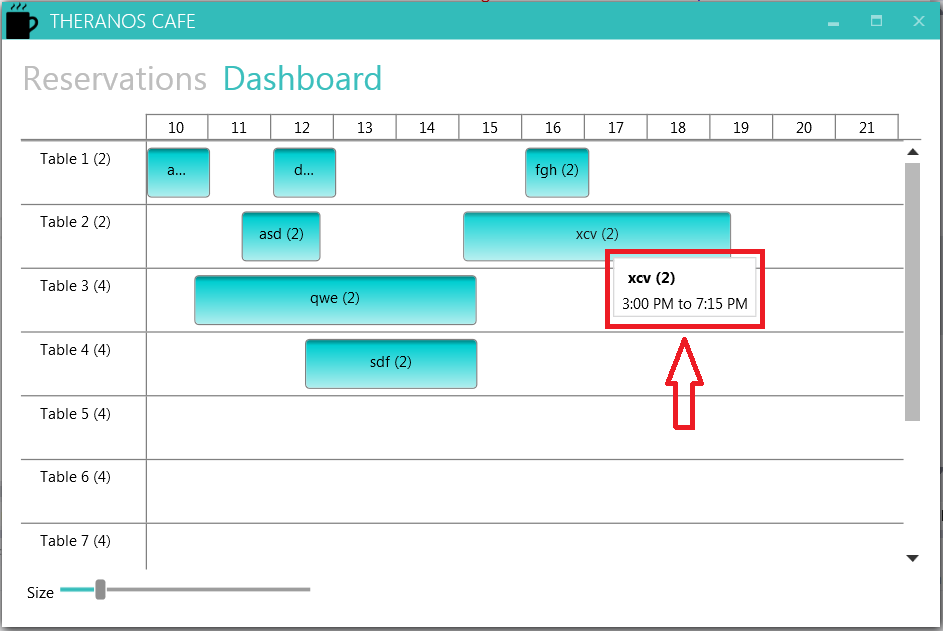 THERANOS CAFE
Reservations Dashboard
10 11 12 13 14 15 16 17 18 19 20 21
Table 1 (2) a... d... fgh (2)
Table 2 (2) asd (2) xcv (2)
xcv (2)
Table 3 (4) qwe (2) 3:00 PM to 7:15 PM
Table 4 (4) sdf (2)
Table 5 (4)
Table 6 (4)
Table 7 (4)
Size